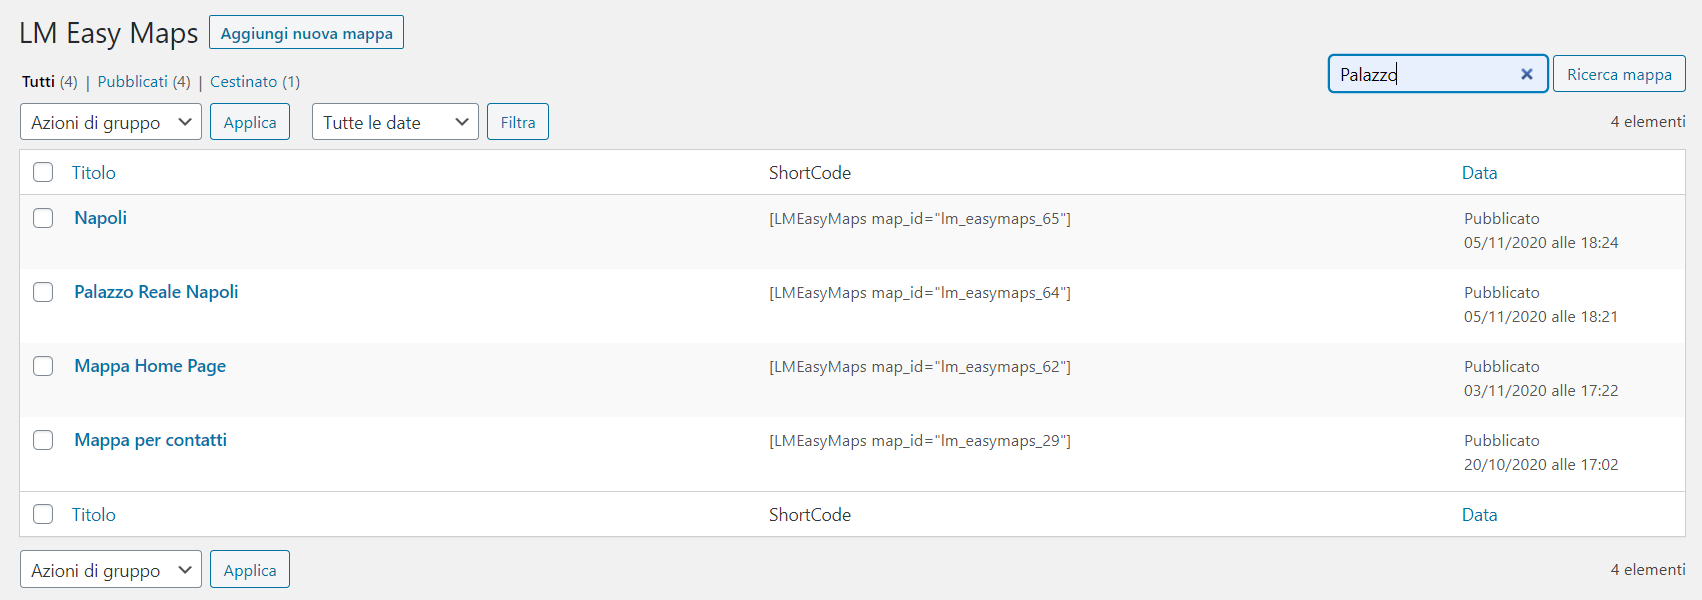 LM Easy Maps Aggiungi nuova mappa
Tutti (4) | Pubblicati (4) | Cestinato (1)
Palazzo Ricerca mappa
Azioni di gruppo Applica Tutte le date Filtra 4 elementi
Titolo ShortCode Data
Napoli [LMEasyMaps map_id="lm_easymaps_65"] Pubblicato
05/11/2020 alle 18:24
Palazzo Reale Napoli [LMEasyMaps map_id="lm_easymaps_64"] Pubblicato
05/11/2020 alle 18:21
Mappa Home Page [LMEasyMaps map_id="lm_easymaps_62"] Pubblicato
03/11/2020 alle 17:22
Mappa per contatti [LMEasyMaps map_id="lm_easymaps_29"] Pubblicato
20/10/2020 alle 17:02
Titolo ShortCode Data
Azioni di gruppo Applica 4 elementi